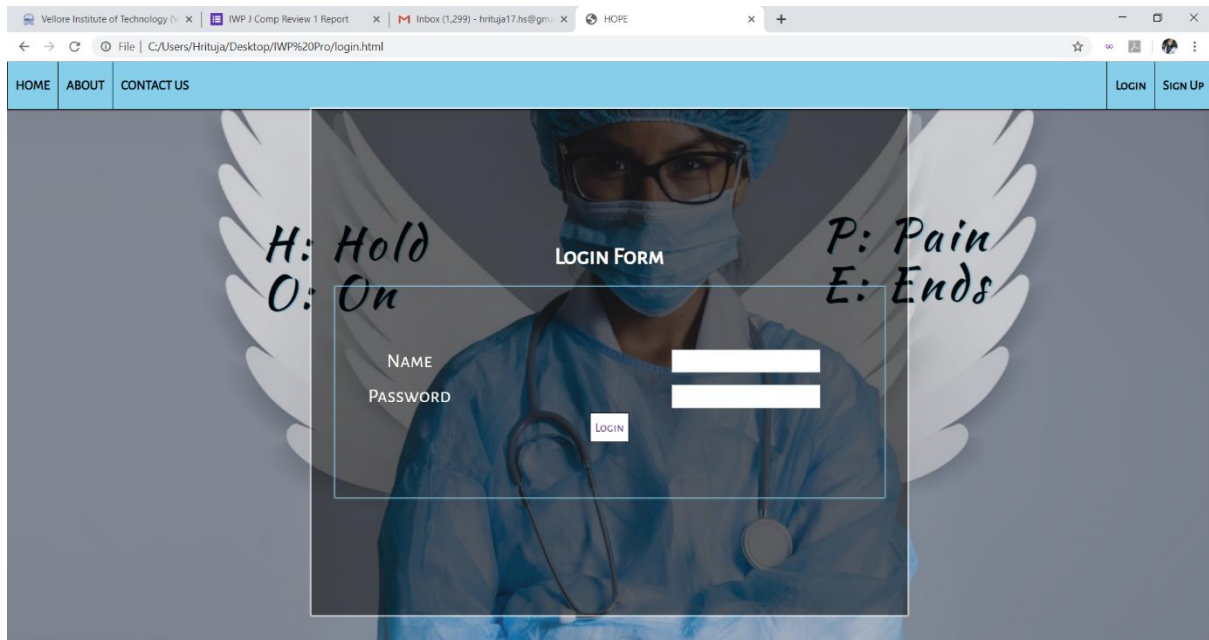 Vellore Institute of Technology (V
IWP J Comp Review 1 Report
Inbox (1,299) - hrituja17.hs@gma
HOPE
File | C:/Users/Hrituja/Desktop/IWP%20Pro/login.html
HOME ABOUT CONTACT US Login Sign Up
H: Hold
O: On
P: Pain
E: Ends
Login Form
Name
Password
Login